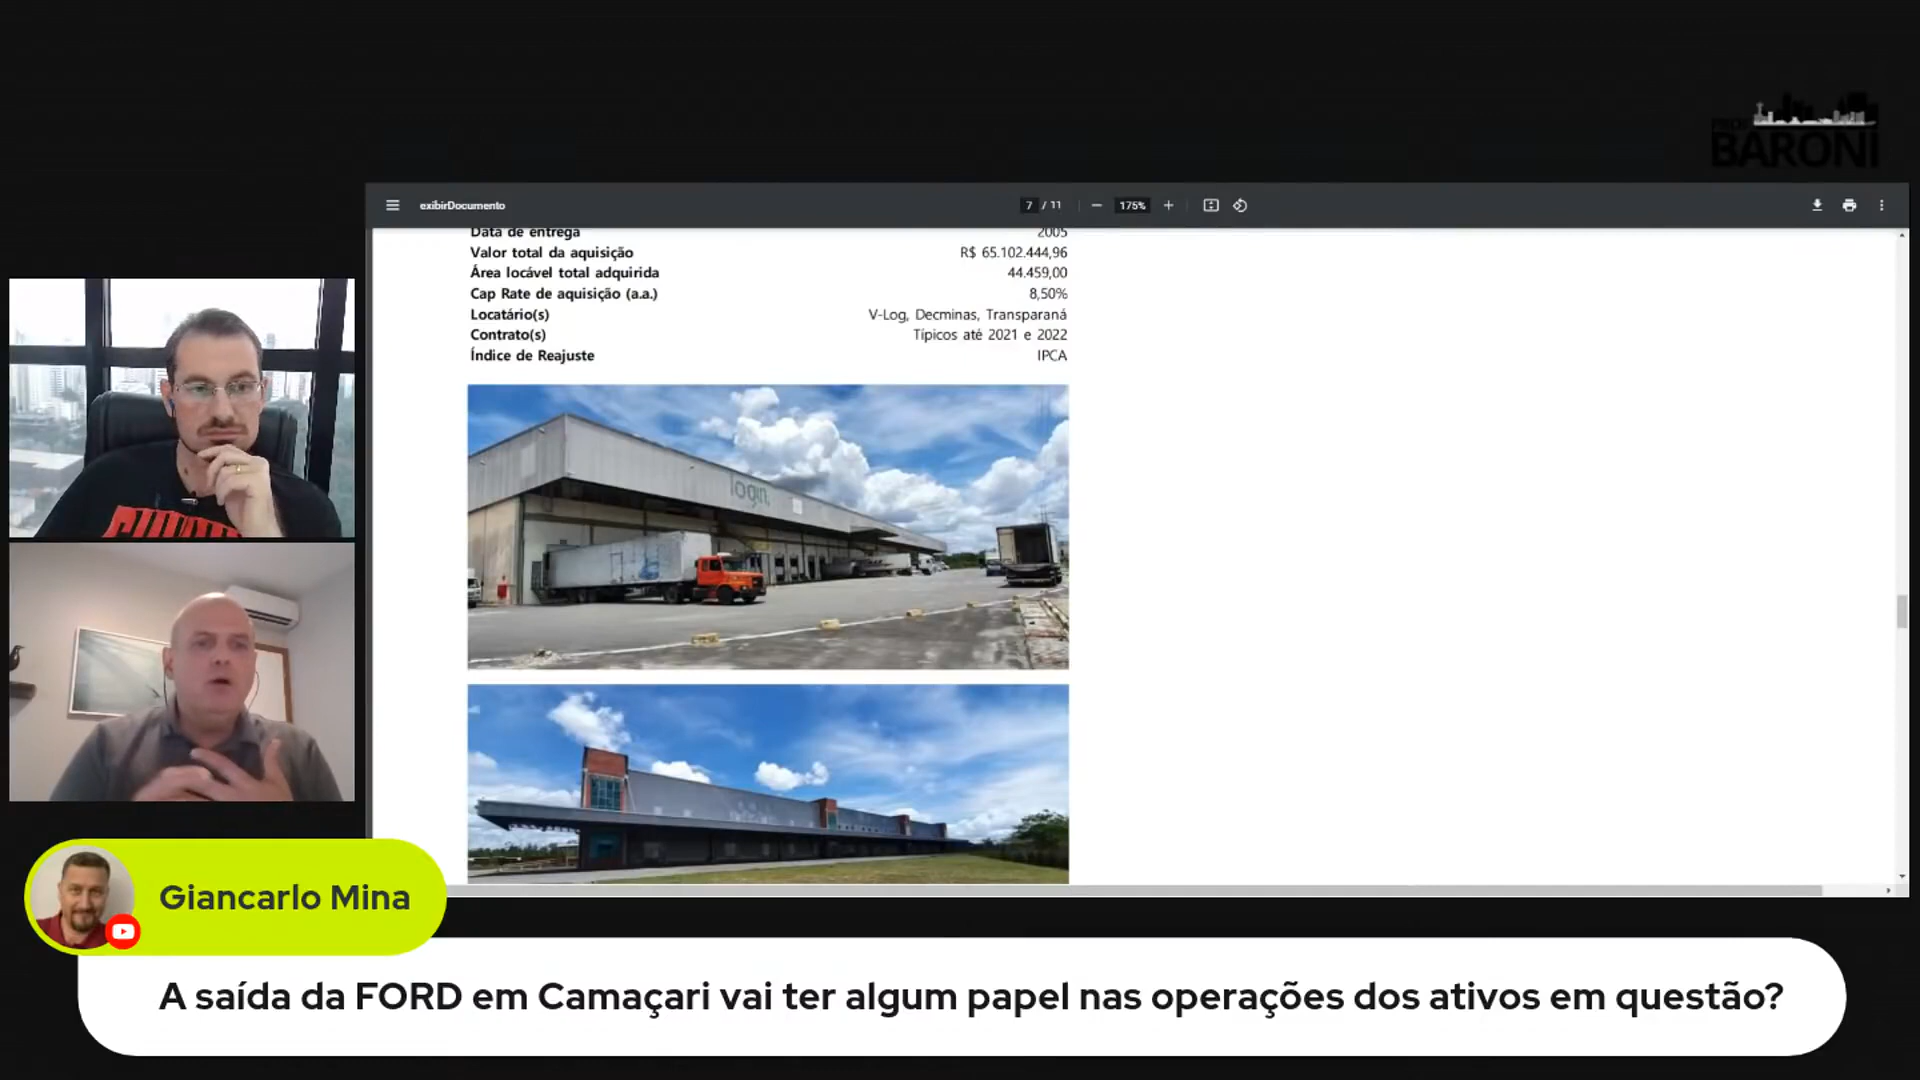 BARONI
exibirDocumento
7 / 11
175%
Data de entrega 2005
Valor total da aquisição R$ 65.102.444,96
Área locável total adquirida 44.459,00
Cap Rate de aquisição (a.a.) 8,50%
Locatário(s) V-Log, Decminas, Transparaná
Contrato(s) Típicos até 2021 e 2022
Índice de Reajuste IPCA
login.
Giancarlo Mina
A saída da FORD em Camaçari vai ter algum papel nas operações dos ativos em questão?